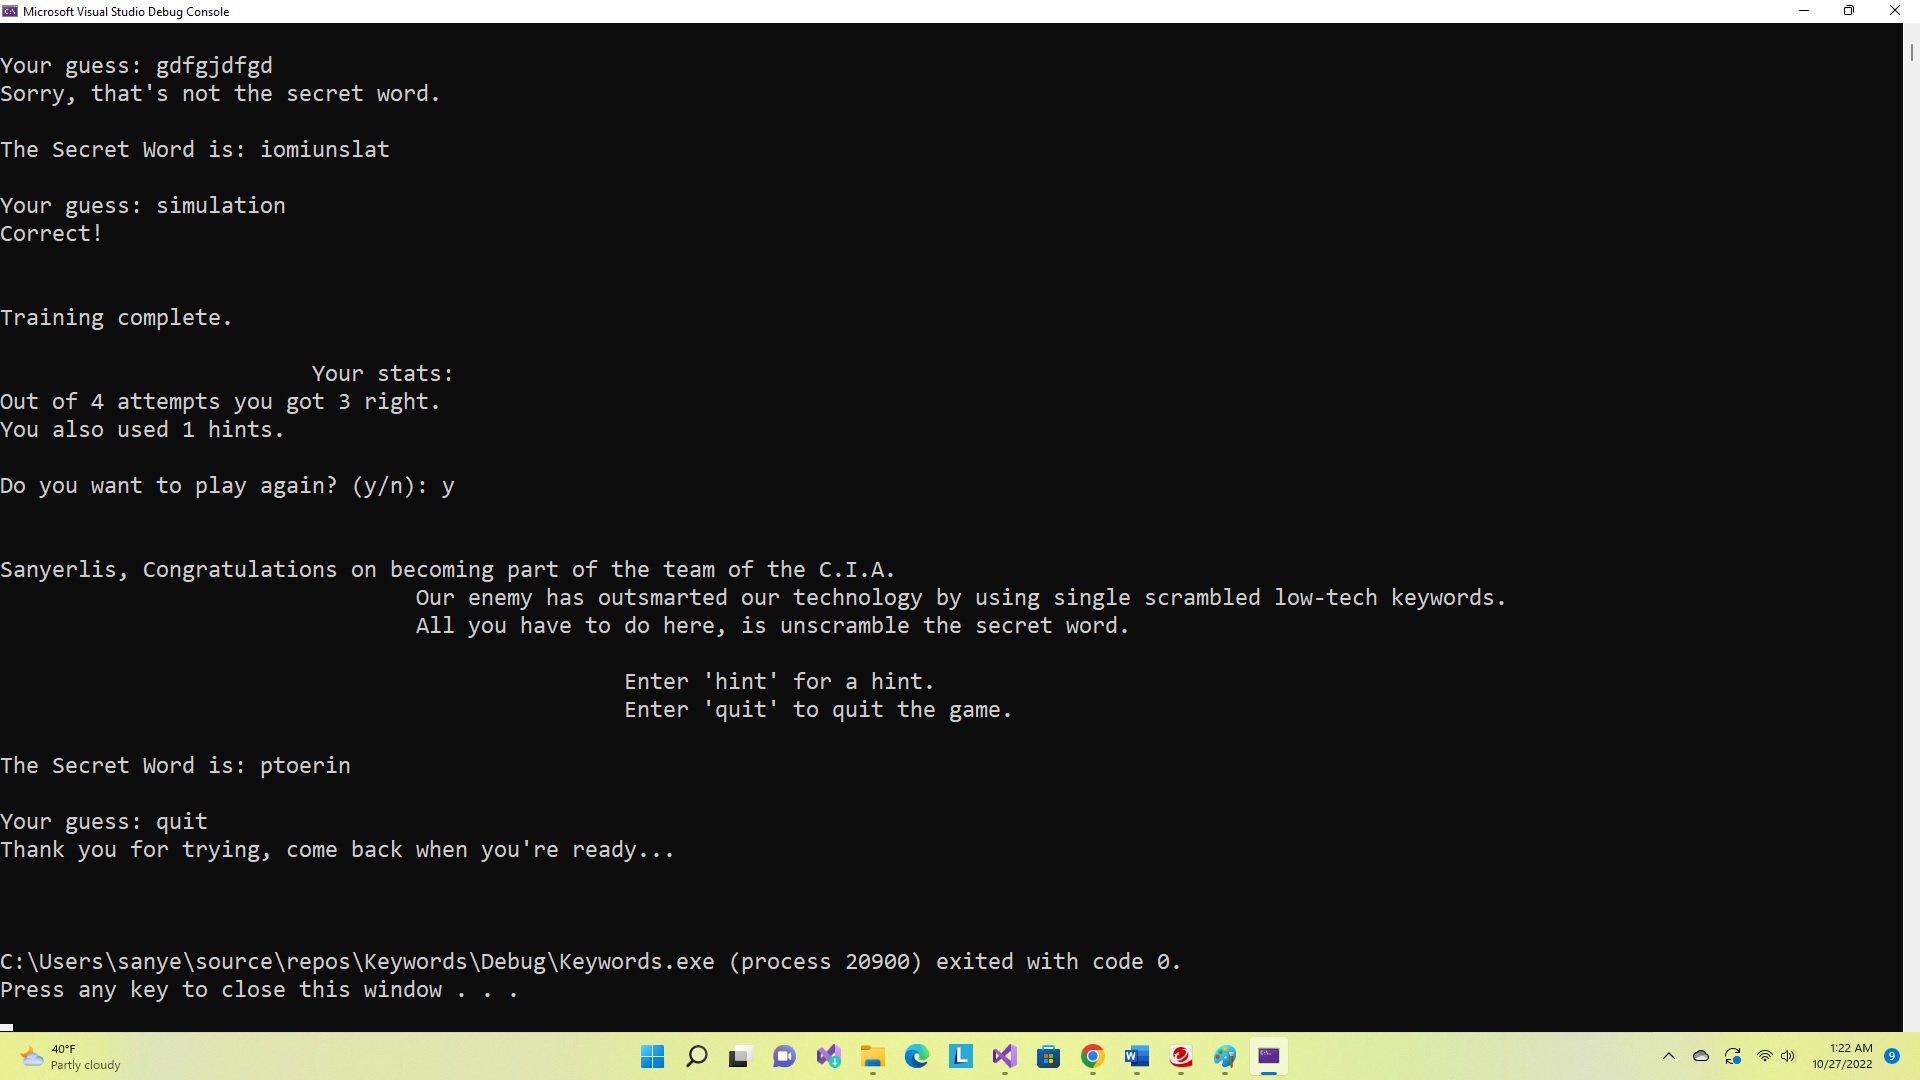 Microsoft Visual Studio Debug Console
Your guess: gdfgjdfgd
Sorry, that's not the secret word.
The Secret Word is: iomiunslat
Your guess: simulation
Correct!
Training complete.
Your stats:
Out of 4 attempts you got 3 right.
You also used 1 hints.
Do you want to play again? (y/n): y
Sanyerlis, Congratulations on becoming part of the team of the C.I.A.
Our enemy has outsmarted our technology by using single scrambled low-tech keywords.
All you have to do here, is unscramble the secret word.
Enter 'hint' for a hint.
Enter 'quit' to quit the game.
The Secret Word is: ptoerin
Your guess: quit
Thank you for trying, come back when you're ready...
C:\Users\sanye\source\repos\Keywords\Debug\Keywords.exe (process 20900) exited with code 0.
Press any key to close this window . . .
40°F
Partly cloudy
L
W
1:22 AM
10/27/2022
9